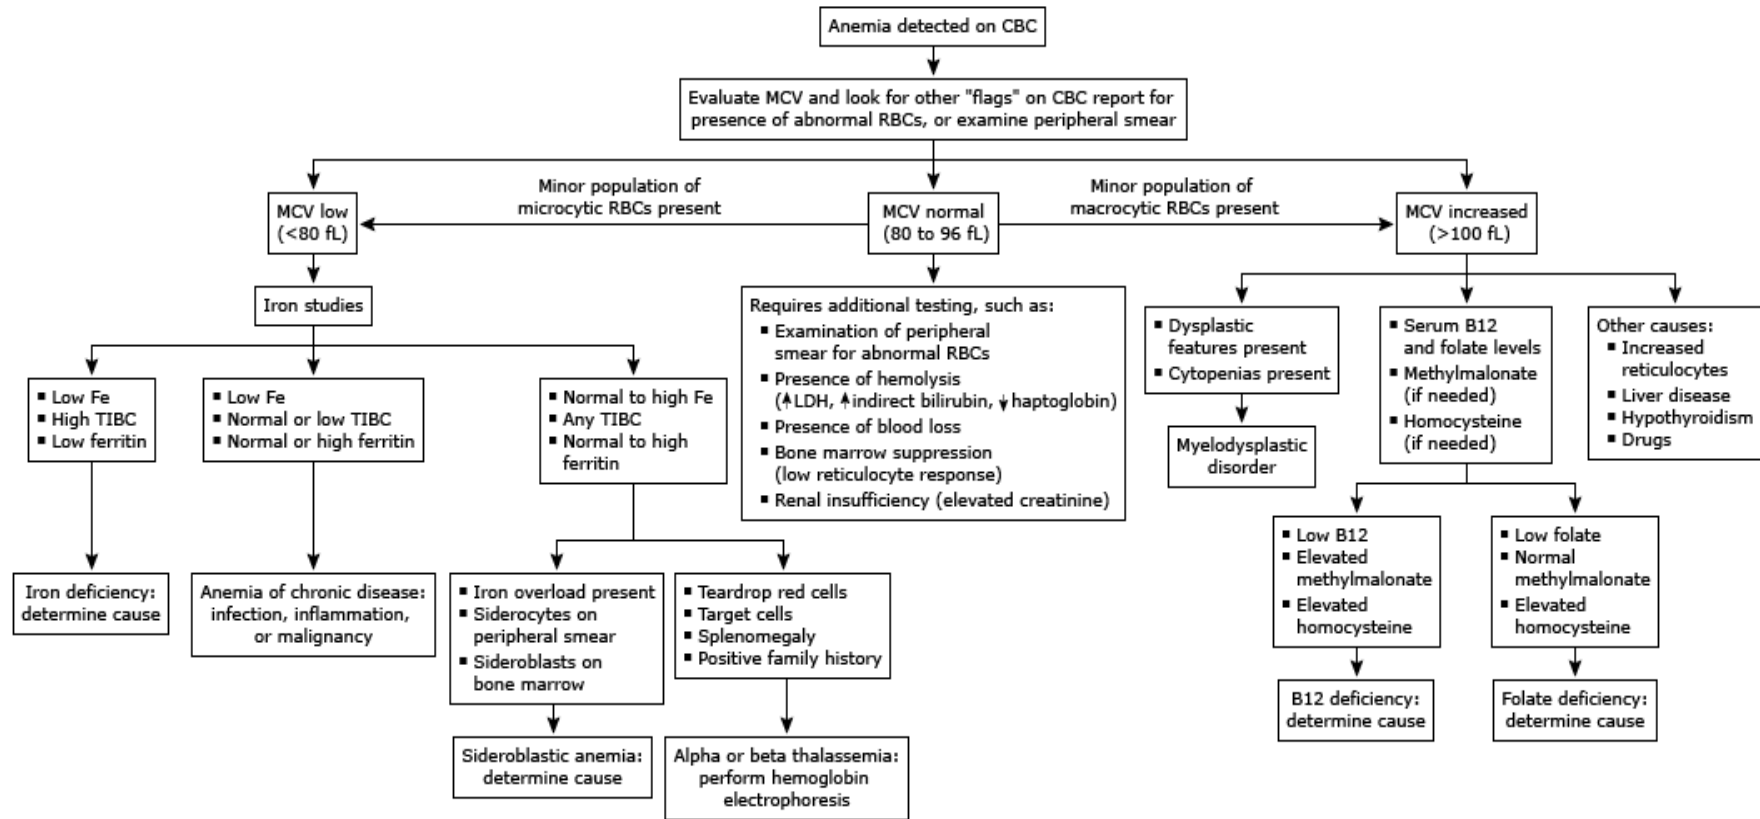 Anemia detected on CBC
Evaluate MCV and look for other "flags" on CBC report for
presence of abnormal RBCs, or examine peripheral smear
Minor population of
microcytic RBCs present
Minor population of
macrocytic RBCs present
MCV low
(<80 fL)
MCV normal
(80 to 96 fL)
MCV increased
(>100 fL)
Iron studies
▪ Low Fe
▪ High TIBC
▪ Low ferritin
▪ Low Fe
▪ Normal or low TIBC
▪ Normal or high ferritin
▪ Normal to high Fe
▪ Any TIBC
▪ Normal to high
ferritin
Requires additional testing, such as:
▪ Examination of peripheral
smear for abnormal RBCs
▪ Presence of hemolysis
(↑LDH, ↑indirect bilirubin, ↓haptoglobin)
▪ Presence of blood loss
▪ Bone marrow suppression
(low reticulocyte response)
▪ Renal insufficiency (elevated creatinine)
▪ Dysplastic
features present
▪ Cytopenias present
▪ Serum B12
and folate levels
▪ Methylmalonate
(if needed)
▪ Homocysteine
(if needed)
Other causes:
▪ Increased
reticulocytes
▪ Liver disease
▪ Hypothyroidism
▪ Drugs
Myelodysplastic
disorder
▪ Low B12
▪ Elevated
methylmalonate
▪ Elevated
homocysteine
▪ Low folate
▪ Normal
methylmalonate
▪ Elevated
homocysteine
Iron deficiency:
determine cause
Anemia of chronic disease:
infection, inflammation,
or malignancy
▪ Iron overload present
▪ Siderocytes on
peripheral smear
▪ Sideroblasts on
bone marrow
▪ Teardrop red cells
▪ Target cells
▪ Splenomegaly
▪ Positive family history
B12 deficiency:
determine cause
Folate deficiency:
determine cause
Sideroblastic anemia:
determine cause
Alpha or beta thalassemia:
perform hemoglobin
electrophoresis